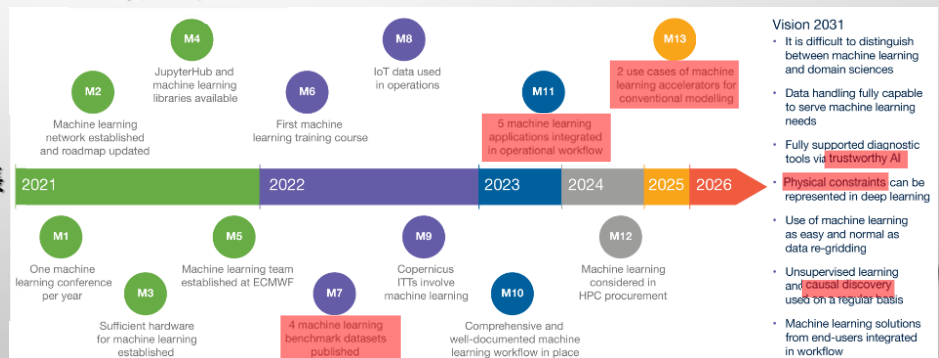 M4
JupyterHub and
machine learning
libraries available
M8
IoT data used
in operations
M13
2 use cases of machine
learning accelerators for
conventional modelling
M2
Machine learning
network established
and roadmap updated
M6
First machine
learning training course
M11
5 machine learning
applications integrated
in operational workflow
2021
2022
2023
2024
2025
2026
M1
One machine
learning conference
per year
M5
Machine learning team
established at ECMWF
M9
Copernicus
ITTs involve
machine learning
M12
Machine learning
considered in
HPC procurement
M3
Sufficient hardware
for machine learning
established
M7
4 machine learning
benchmark datasets
published
M10
Comprehensive and
well-documented machine
learning workflow in place
Vision 2031
• It is difficult to distinguish
between machine learning
and domain sciences
• Data handling fully capable
to serve machine learning
needs
• Fully supported diagnostic
tools via trustworthy AI
• Physical constraints can be
represented in deep learning
• Use of machine learning
as easy and normal as
data re-gridding
• Unsupervised learning
and causal discovery
used on a regular basis
• Machine learning solutions
from end-users integrated
in workflow